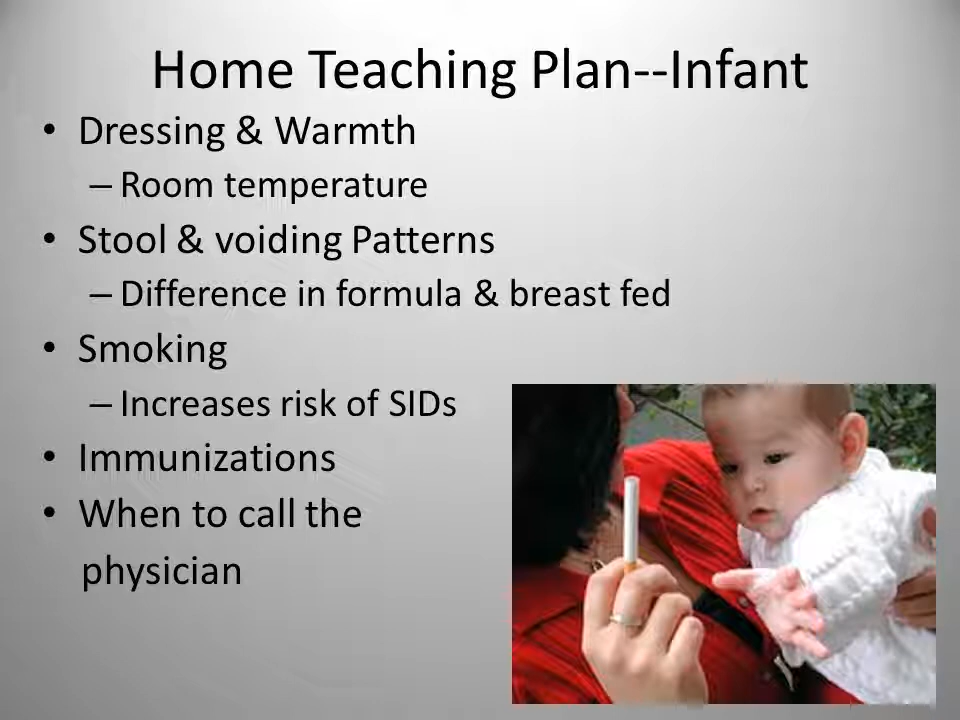 Home Teaching Plan--Infant
• Dressing & Warmth
– Room temperature
• Stool & voiding Patterns
– Difference in formula & breast fed
• Smoking
– Increases risk of SIDs
• Immunizations
• When to call the
physician